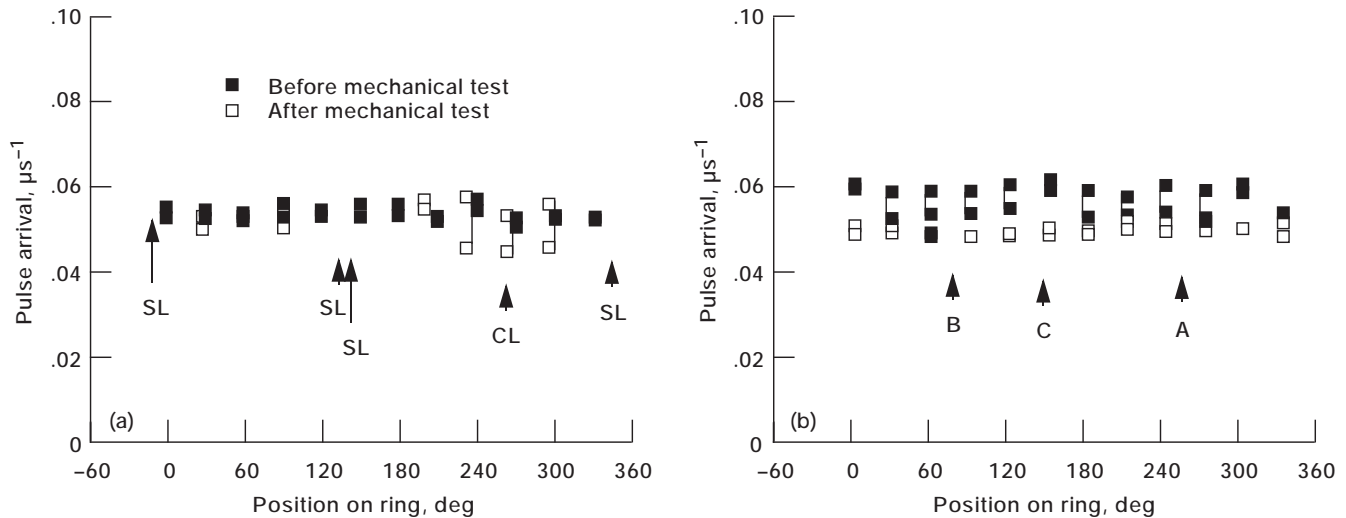 .10
.08
.06
.04
.02
0
Pulse arrival, µs⁻¹
Before mechanical test
After mechanical test
SL
SL
SL
CL
SL
(a)
–60 0 60 120 180 240 300 360
Position on ring, deg
.10
.08
.06
.04
.02
0
Pulse arrival, µs⁻¹
B
C
A
(b)
–60 0 60 120 180 240 300 360
Position on ring, deg